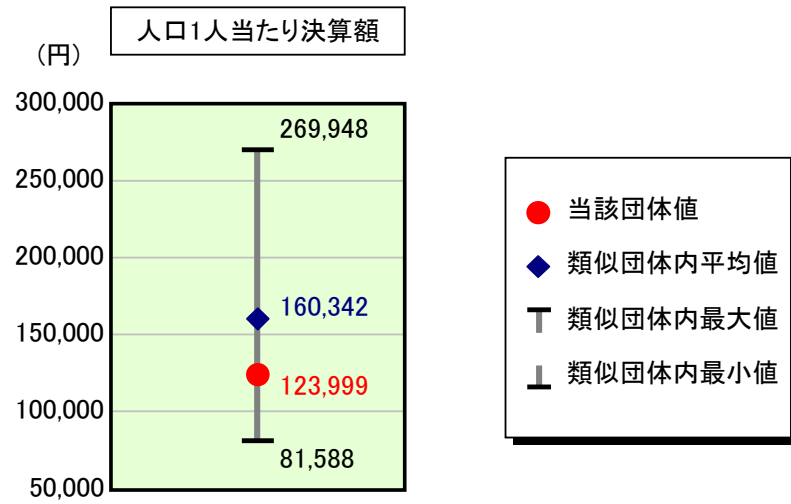 人口1人当たり決算額
(円)
300,000
250,000
200,000
150,000
100,000
50,000
269,948
160,342
123,999
81,588
当該団体値
類似団体内平均値
類似団体内最大値
類似団体内最小値